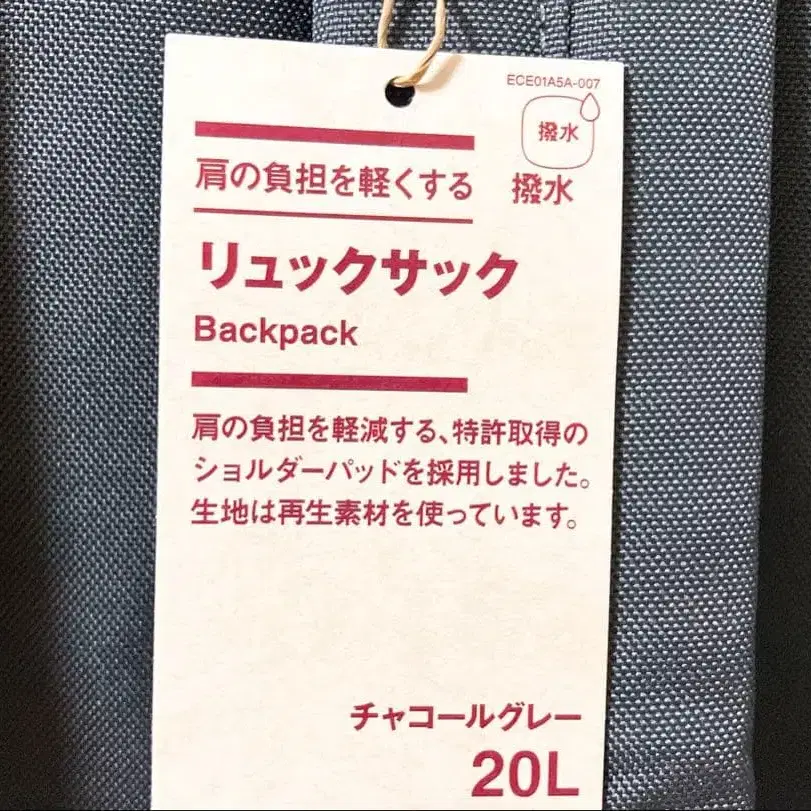 ECE01A5A-007
撥水
撥水
肩の負担を軽くする
リュックサック
Backpack
肩の負担を軽減する、特許取得の
ショルダーパッドを採用しました。
生地は再生素材を使っています。
チャコールグレー
20L